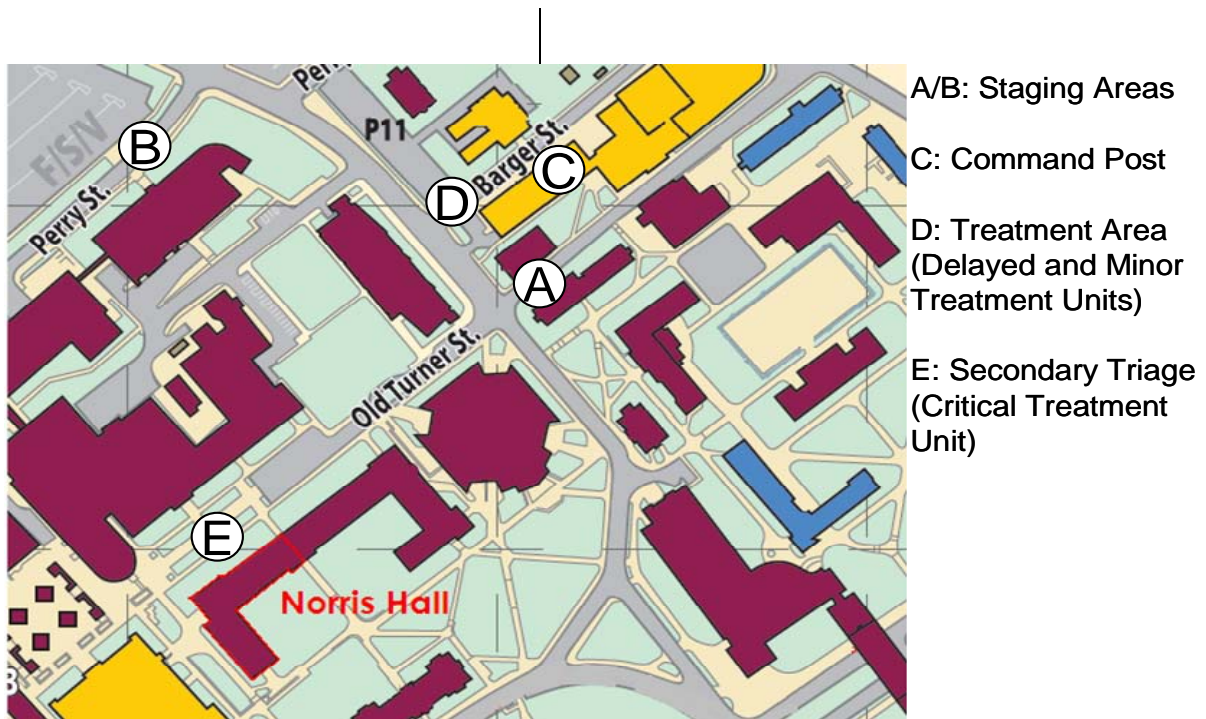 Perry
P11
F/S/V
B
Barger St.
C
D
Perry St.
A
Old Turner St.
E
Norris Hall
A/B: Staging Areas
C: Command Post
D: Treatment Area
(Delayed and Minor
Treatment Units)
E: Secondary Triage
(Critical Treatment
Unit)